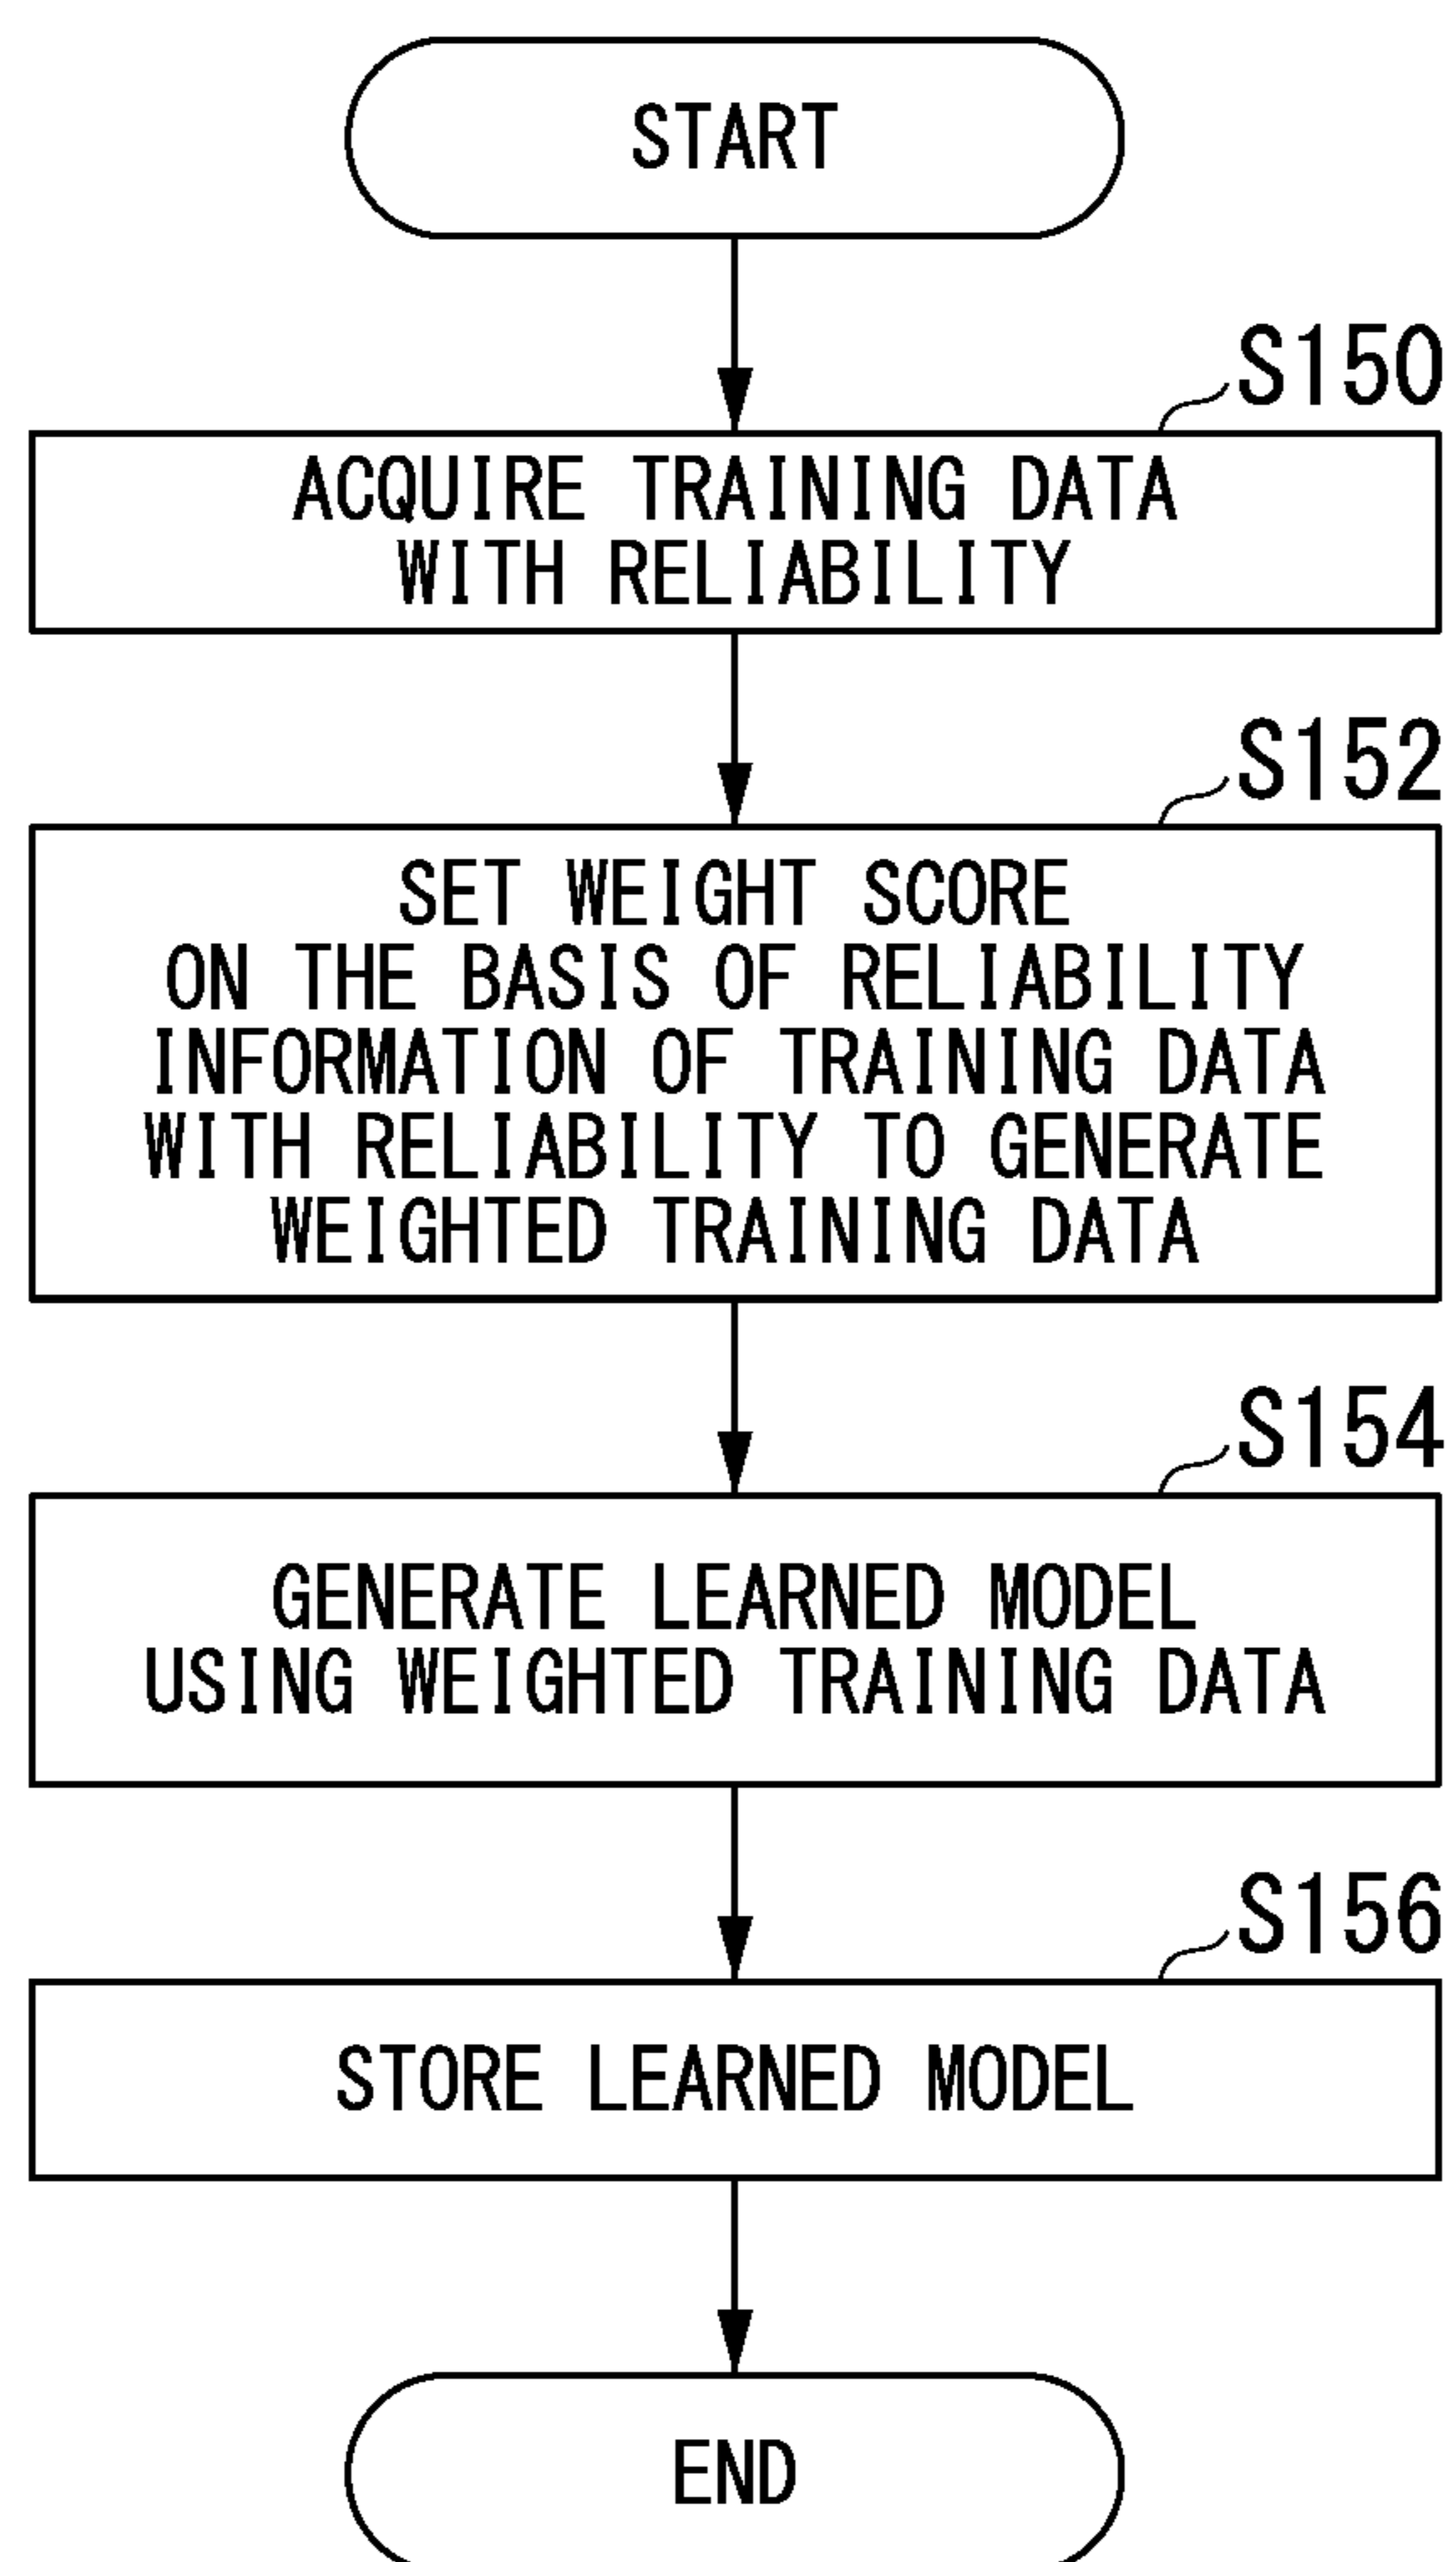 START
S150
ACQUIRE TRAINING DATA
WITH RELIABILITY
S152
SET WEIGHT SCORE
ON THE BASIS OF RELIABILITY
INFORMATION OF TRAINING DATA
WITH RELIABILITY TO GENERATE
WEIGHTED TRAINING DATA
S154
GENERATE LEARNED MODEL
USING WEIGHTED TRAINING DATA
S156
STORE LEARNED MODEL
END